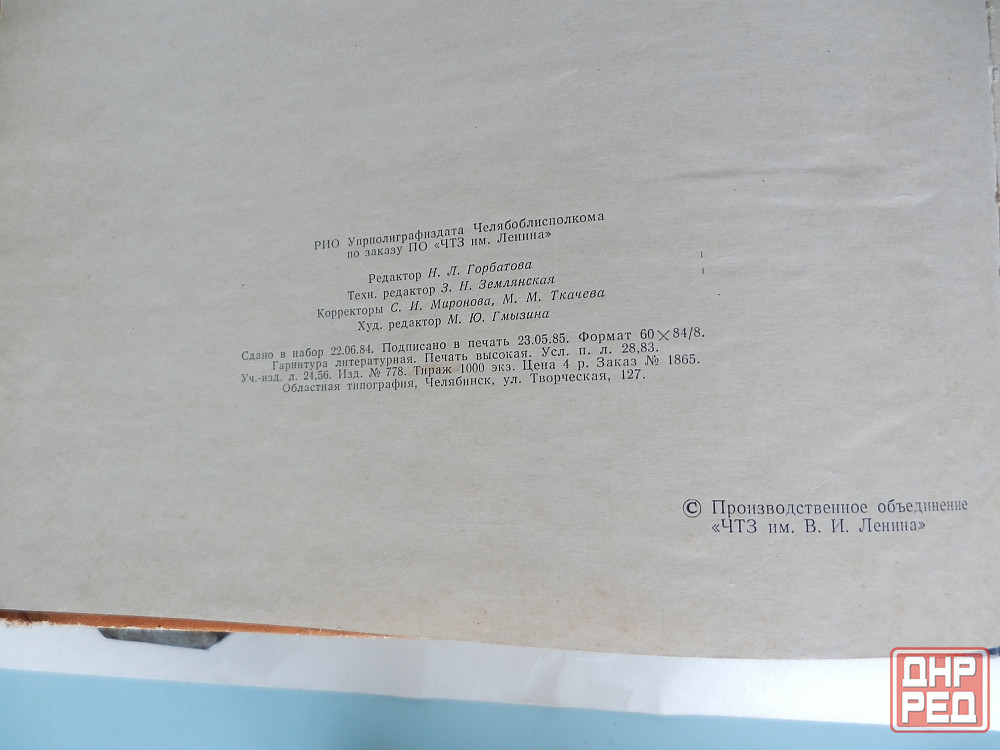 РИО Упрполиграфиздата Челябоблисполкома
по заказу ПО «ЧТЗ им. Ленина»
Редактор Н. Л. Горбатова
Техн. редактор З. Н. Землянская
Корректоры С. И. Миронова, М. М. Ткачева
Худ. редактор М. Ю. Гмызина
Сдано в набор 22.06.84. Подписано в печать 23.05.85. Формат 60×84/8.
Гарнитура литературная. Печать высокая. Усл. п. л. 28,83.
Уч.-изд. л. 24,56. Изд. № 778. Тираж 1000 экз. Цена 4 р. Заказ № 1865.
Областная типография, Челябинск, ул. Творческая, 127.
© Производственное объединение
«ЧТЗ им. В. И. Ленина»
ДНР
РЕД